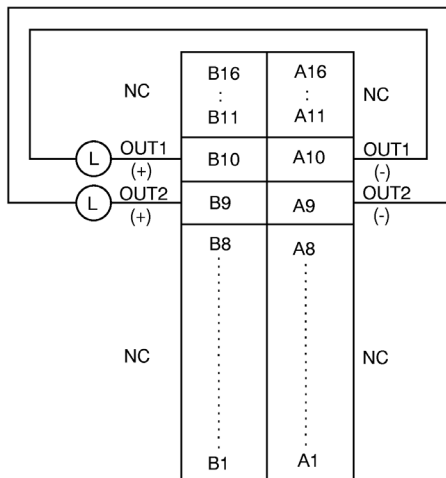 NC B16 A16 NC
: :
B11 A11
L OUT1 (+) B10 A10 OUT1 (-)
L OUT2 (+) B9 A9 OUT2 (-)
B8 A8
NC NC
B1 A1